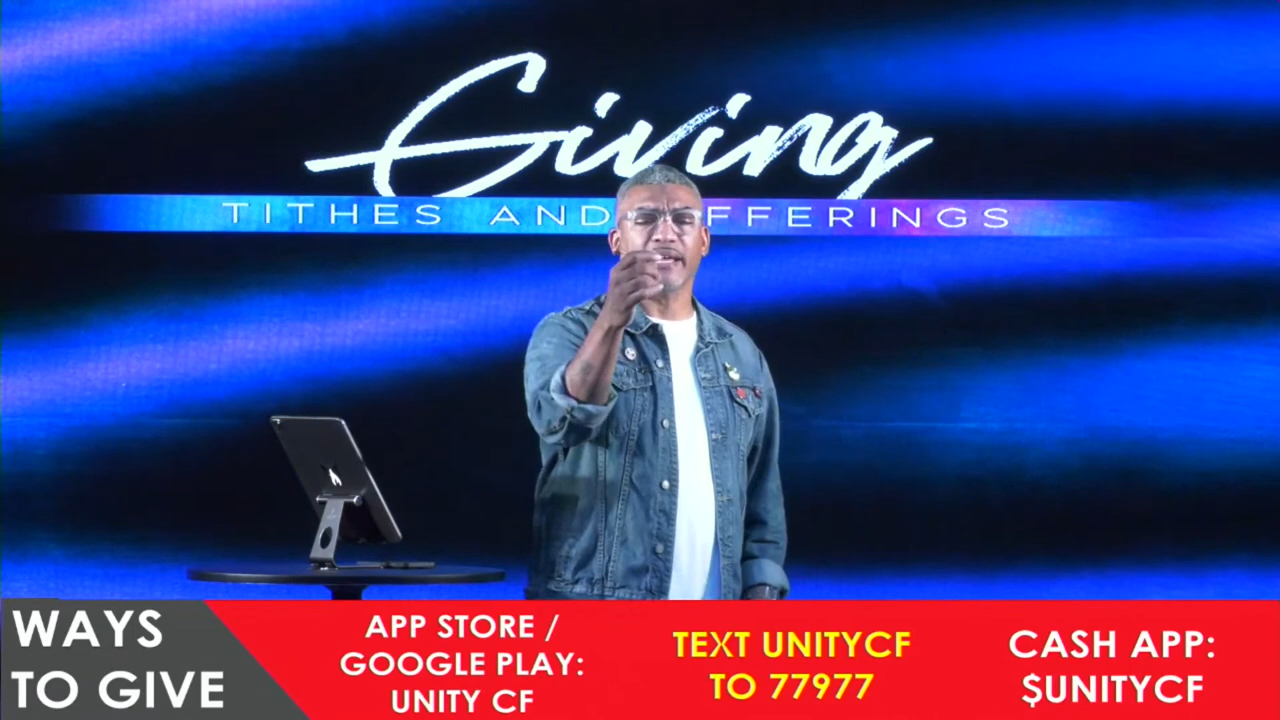 Giving
TITHES AND FFERINGS
WAYS
TO GIVE
APP STORE /
GOOGLE PLAY:
UNITY CF
TEXT UNITYCF
TO 77977
CASH APP:
$UNITYCF